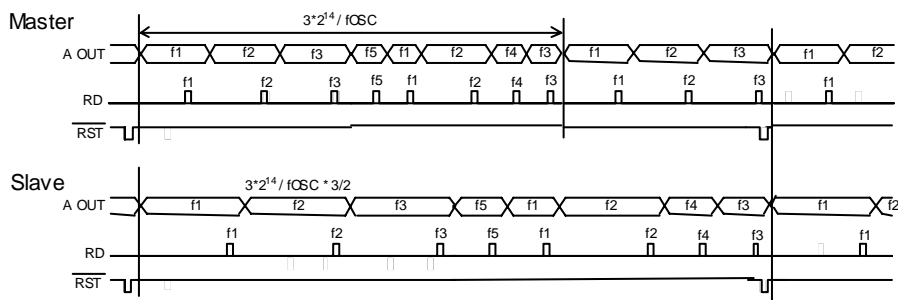 3*2^14 / fOSC
Master
A OUT f1 f2 f3 f5 f1 f2 f4 f3 f1 f2 f3 f1 f2
f1 f2 f3 f5 f1 f2 f4 f3 f1 f2 f3 f1
RD
RST
Slave
3*2^14 / fOSC * 3/2
A OUT f1 f2 f3 f5 f1 f2 f4 f3 f1 f2
f1 f2 f3 f5 f1 f2 f4 f3 f1
RD
RST